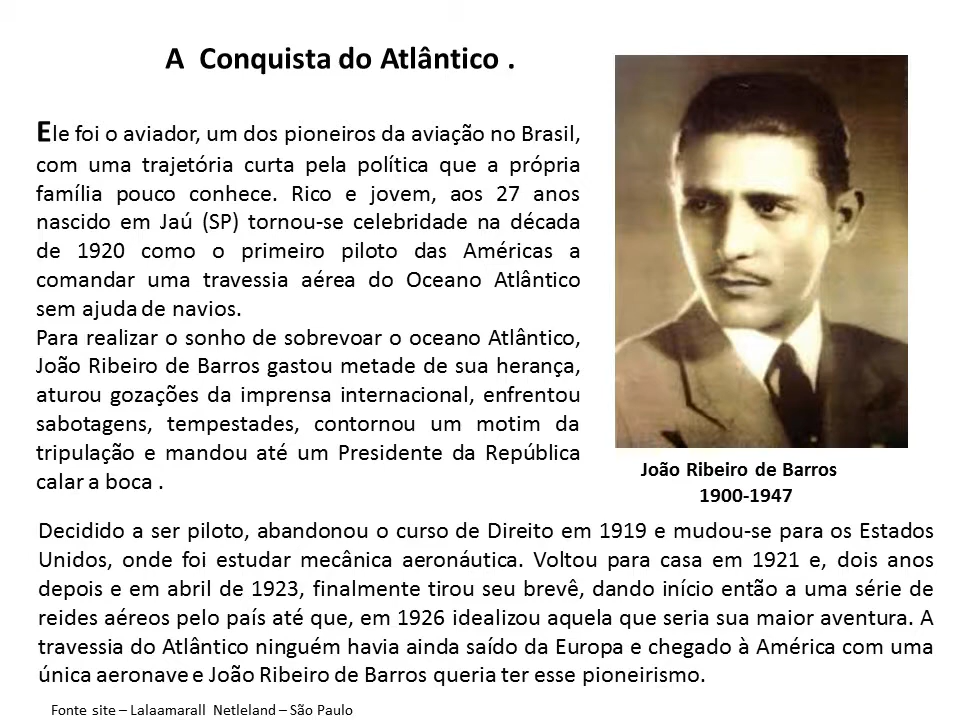 A Conquista do Atlântico .
Ele foi o aviador, um dos pioneiros da aviação no Brasil,
com uma trajetória curta pela política que a própria
família pouco conhece. Rico e jovem, aos 27 anos
nascido em Jaú (SP) tornou-se celebridade na década
de 1920 como o primeiro piloto das Américas a
comandar uma travessia aérea do Oceano Atlântico
sem ajuda de navios.
Para realizar o sonho de sobrevoar o oceano Atlântico,
João Ribeiro de Barros gastou metade de sua herança,
aturou gozações da imprensa internacional, enfrentou
sabotagens, tempestades, contornou um motim da
tripulação e mandou até um Presidente da República
calar a boca .
João Ribeiro de Barros
1900-1947
Decidido a ser piloto, abandonou o curso de Direito em 1919 e mudou-se para os Estados
Unidos, onde foi estudar mecânica aeronáutica. Voltou para casa em 1921 e, dois anos
depois e em abril de 1923, finalmente tirou seu brevê, dando início então a uma série de
reides aéreos pelo país até que, em 1926 idealizou aquela que seria sua maior aventura. A
travessia do Atlântico ninguém havia ainda saído da Europa e chegado à América com uma
única aeronave e João Ribeiro de Barros queria ter esse pioneirismo.
Fonte site – Lalaamarall Netleland – São Paulo